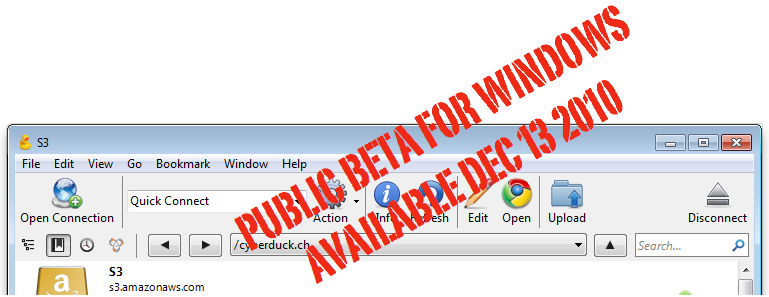 PUBLIC BETA FOR WINDOWS
AVAILABLE DEC 13 2010
S3
File Edit View Go Bookmark Window Help
Quick Connect
Open Connection Action Info Refresh Edit Open Upload Disconnect
/cyberduck.ch Search...
S3
s3.amazonaws.com